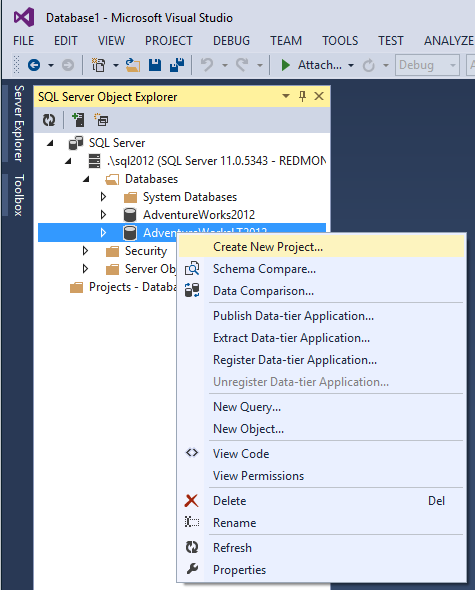 Database1 - Microsoft Visual Studio
FILE EDIT VIEW PROJECT DEBUG TEAM TOOLS TEST ANALYZE
Attach... Debug
Server Explorer
Toolbox
SQL Server Object Explorer
SQL Server
.\sql2012 (SQL Server 11.0.5343 - REDMON
Databases
System Databases
AdventureWorks2012
AdventureWorksLT2012
Security
Server Obj
Projects - Databa
Create New Project...
Schema Compare...
Data Comparison...
Publish Data-tier Application...
Extract Data-tier Application...
Register Data-tier Application...
Unregister Data-tier Application...
New Query...
New Object...
View Code
View Permissions
Delete Del
Rename
Refresh
Properties